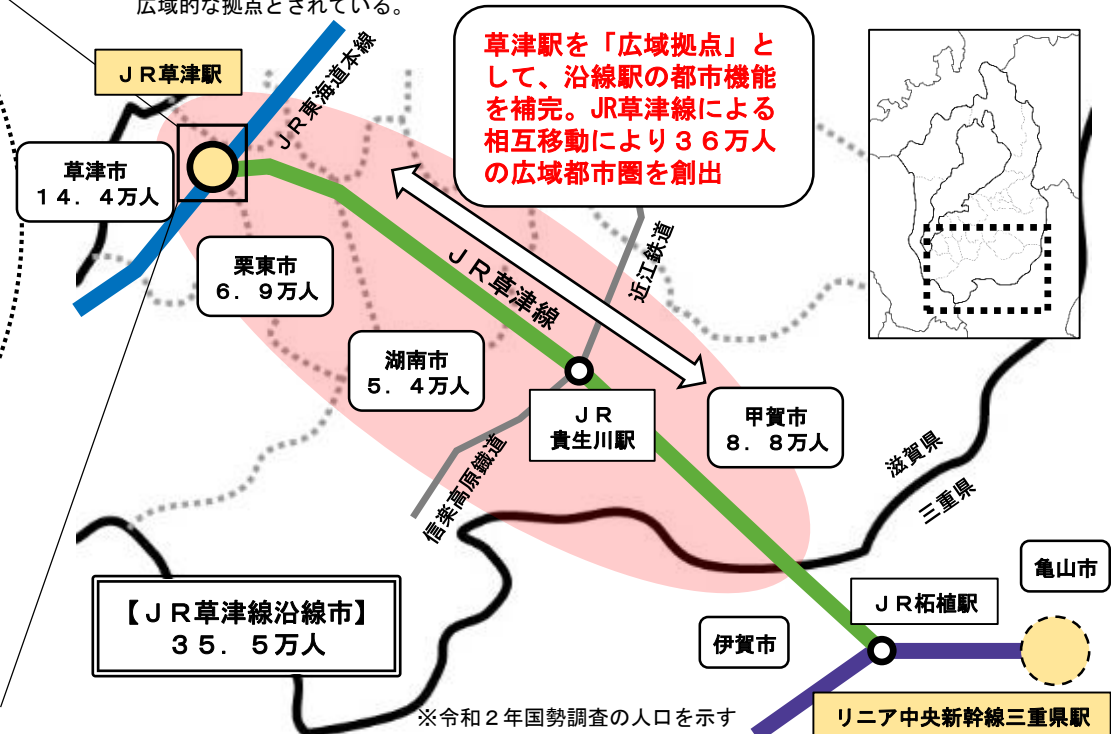 広域的な拠点とされている。
ＪＲ草津駅
ＪＲ東海道本線
草津駅を「広域拠点」と
して、沿線駅の都市機能
を補完。JR草津線による
相互移動により３６万人
の広域都市圏を創出
草津市
１４．４万人
栗東市
６．９万人
ＪＲ草津線
近江鉄道
湖南市
５．４万人
ＪＲ
貴生川駅
甲賀市
８．８万人
信楽高原鐵道
滋賀県
三重県
【ＪＲ草津線沿線市】
３５．５万人
亀山市
ＪＲ柘植駅
伊賀市
リニア中央新幹線三重県駅
※令和２年国勢調査の人口を示す